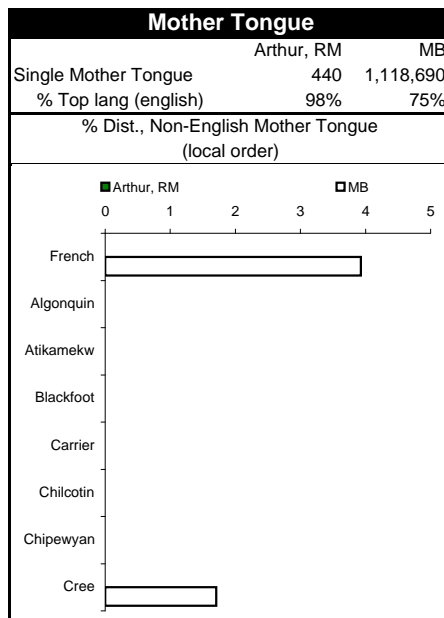 Mother Tongue
Arthur, RM MB
Single Mother Tongue 440 1,118,690
% Top lang (english) 98% 75%
% Dist., Non-English Mother Tongue
(local order)
Arthur, RM MB
0 1 2 3 4 5
French
Algonquin
Atikamekw
Blackfoot
Carrier
Chilcotin
Chipewyan
Cree